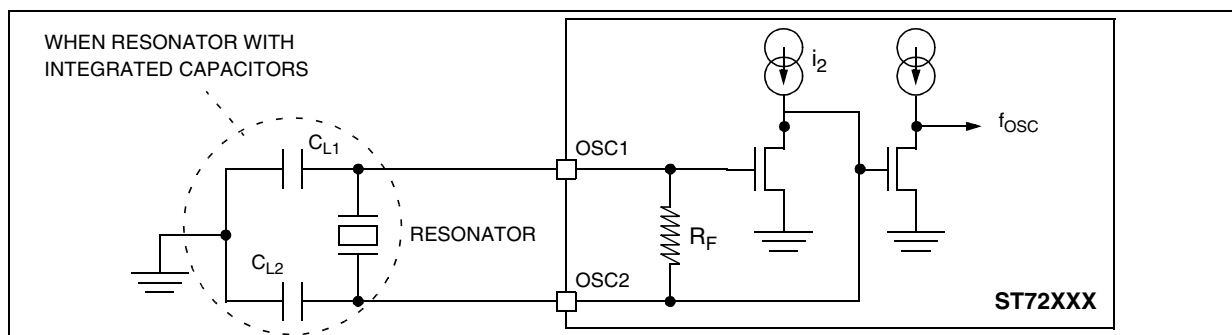 WHEN RESONATOR WITH
INTEGRATED CAPACITORS
i2
fOSC
CL1
OSC1
RESONATOR
RF
CL2
OSC2
ST72XXX